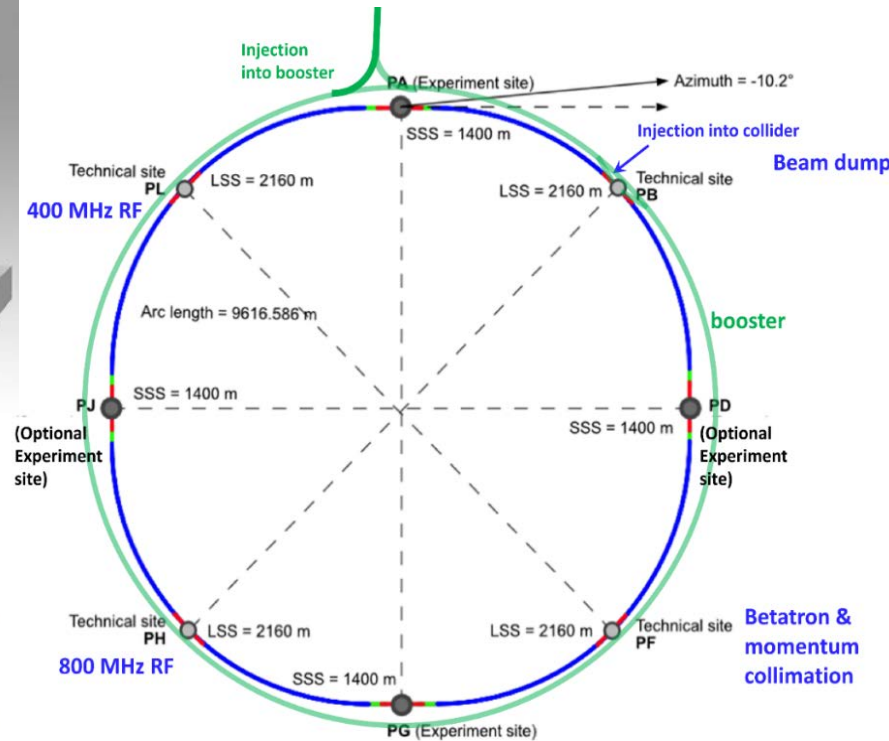 Injection
into booster
PA (Experiment site)
Azimuth = -10.2°
SSS = 1400 m
Injection into collider
Beam dump
Technical site
PL
LSS = 2160 m
400 MHz RF
LSS = 2160 m
Technical site
PB
Arc length = 9616.586 m
booster
PJ
SSS = 1400 m
(Optional
Experiment
site)
PD
SSS = 1400 m
(Optional
Experiment
site)
Technical site
PH
LSS = 2160 m
800 MHz RF
LSS = 2160 m
Technical site
PF
Betatron &
momentum
collimation
SSS = 1400 m
PG (Experiment site)